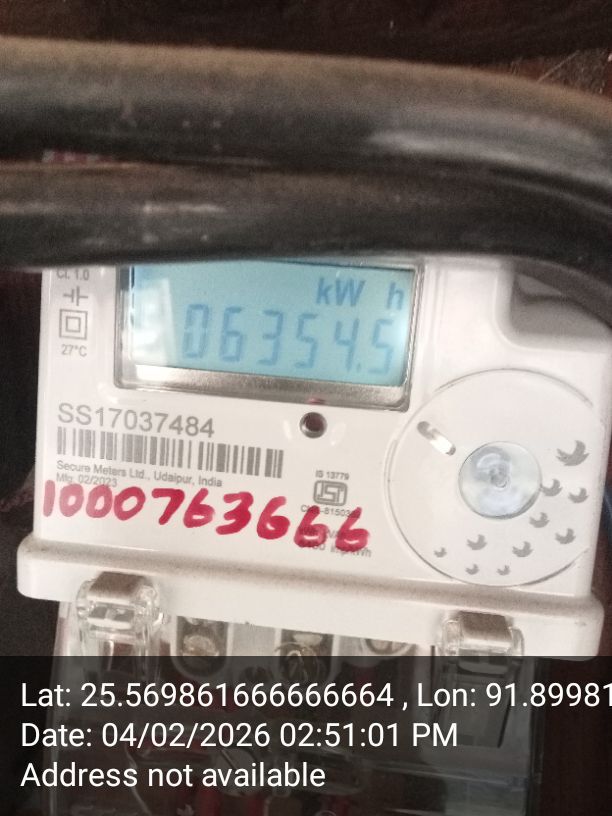 Cl. 1.0
kW h
06354.5
27°C
SS17037484
Secure Meters Ltd., Udaipur, India
Mfg. 02/2023
IS 13779
1000763666
Lat: 25.569861666666664 , Lon: 91.89981
Date: 04/02/2026 02:51:01 PM
Address not available